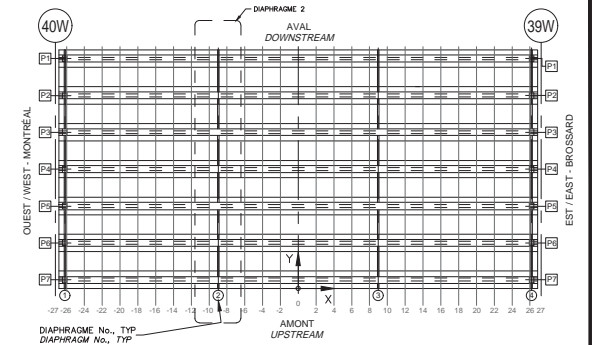 DIAPHRAGME 2
40W
AVAL
DOWNSTREAM
39W
P1
P1
P2
P2
P3
P3
P4
P4
P5
P5
P6
P6
P7
P7
OUEST / WEST - MONTRÉAL
EST / EAST - BROSSARD
Y
X
1
2
3
4
-27 -26 -24 -22 -20 -18 -16 -14 -12 -10 -8 -6 -4 -2 0 2 4 6 8 10 12 14 16 18 20 22 24 26 27
DIAPHRAGME No., TYP
DIAPHRAGM No., TYP
AMONT
UPSTREAM